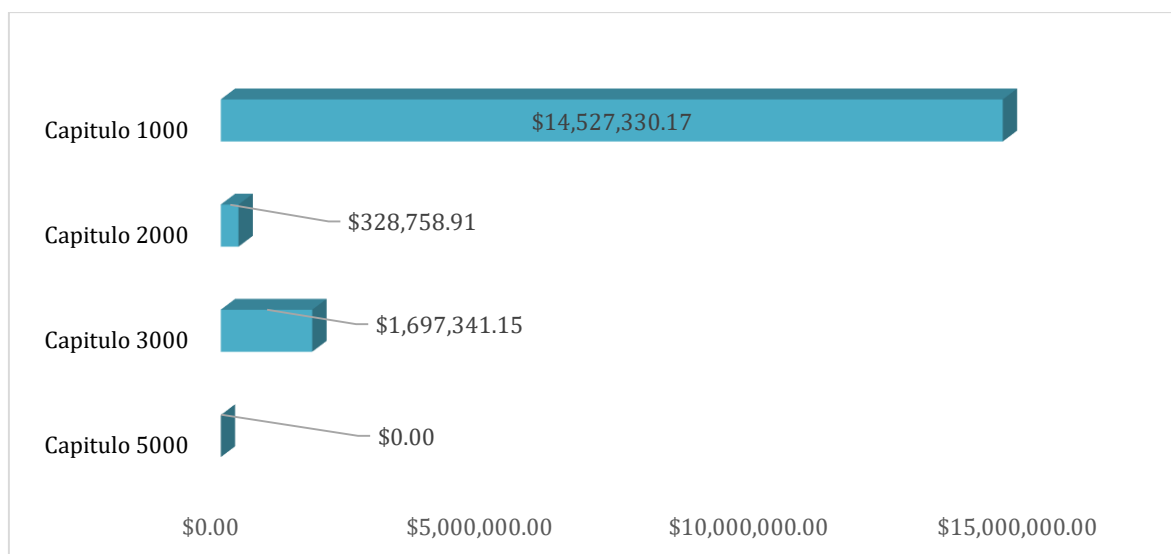 Capitulo 1000
$14,527,330.17
Capitulo 2000
$328,758.91
Capitulo 3000
$1,697,341.15
Capitulo 5000
$0.00
$0.00 $5,000,000.00 $10,000,000.00 $15,000,000.00